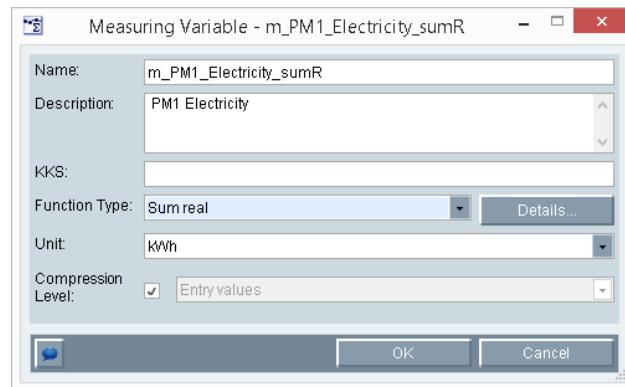 Measuring Variable - m_PM1_Electricity_sumR
Name: m_PM1_Electricity_sumR
Description: PM1 Electricity
KKS:
Function Type: Sum real Details...
Unit: kWh
Compression
Level: Entry values
OK Cancel